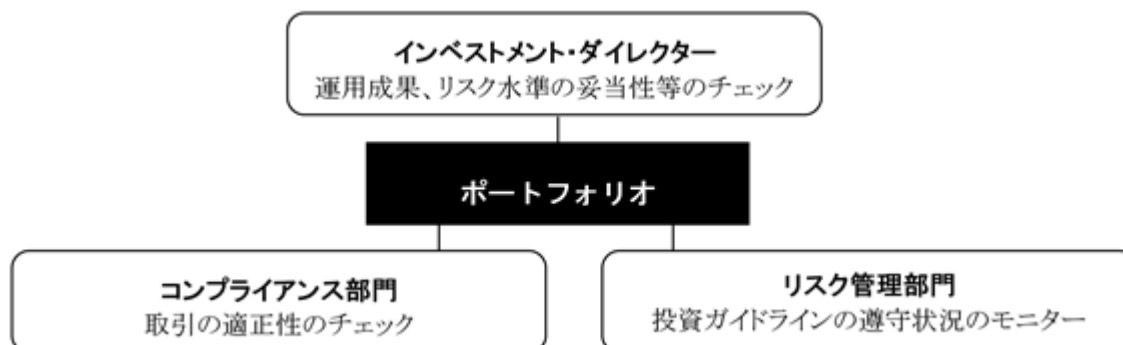 インベストメント・ダイレクター
運用成果、リスク水準の妥当性等のチェック
ポートフォリオ
コンプライアンス部門
取引の適正性のチェック
リスク管理部門
投資ガイドラインの遵守状況のモニター